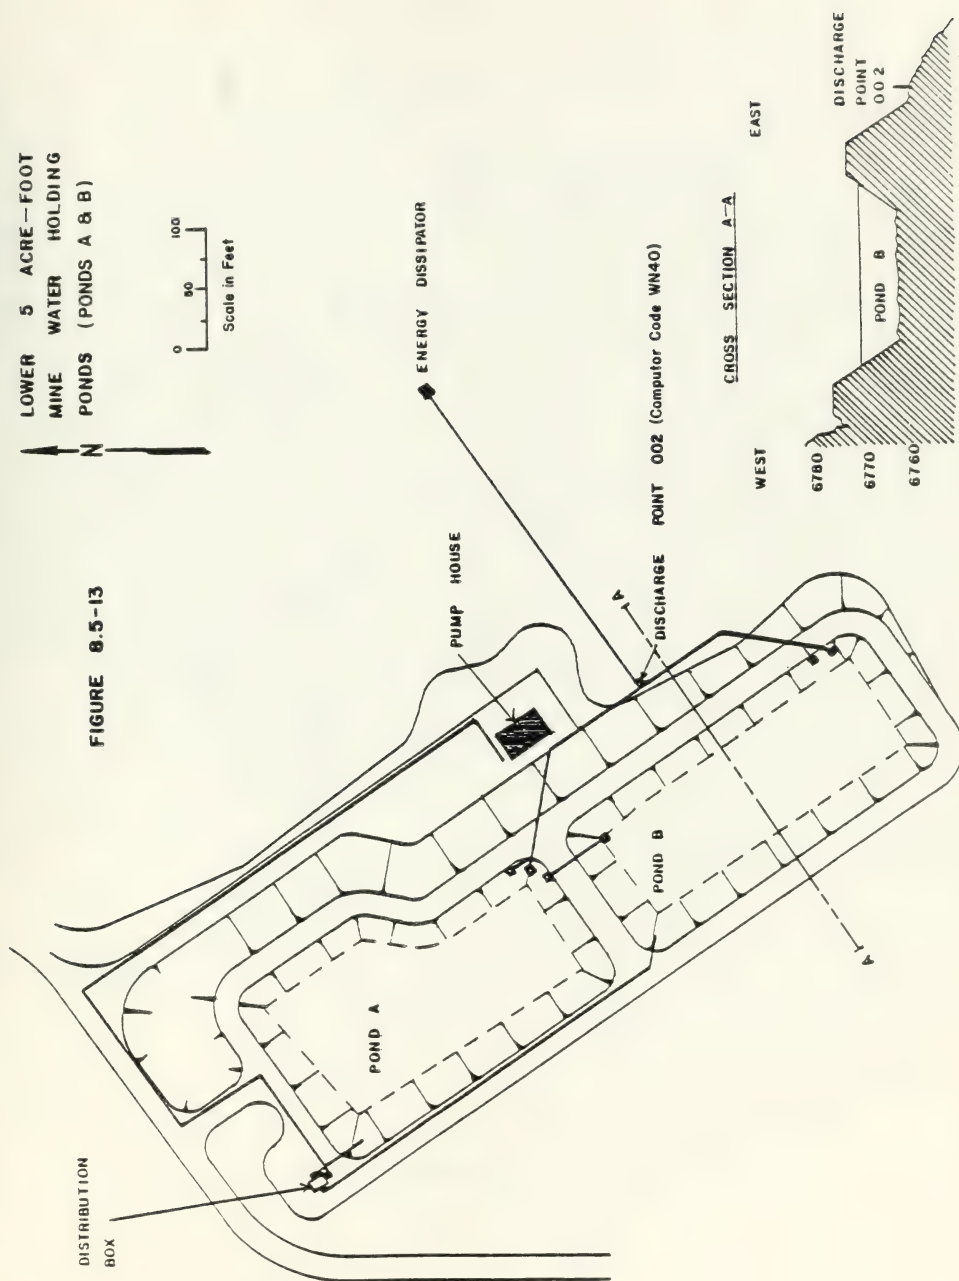 FIGURE 8.5-13
LOWER 5 ACRE-FOOT
MINE WATER HOLDING
PONDS (PONDS A & B)
N
0 50 100
Scale in Feet
DISTRIBUTION
BOX
POND A
POND B
PUMP HOUSE
ENERGY DISSIPATOR
DISCHARGE POINT 002 (Computor Code WN40)
A
A
CROSS SECTION A-A
WEST
EAST
6780
6770
6760
POND B
DISCHARGE
POINT
002